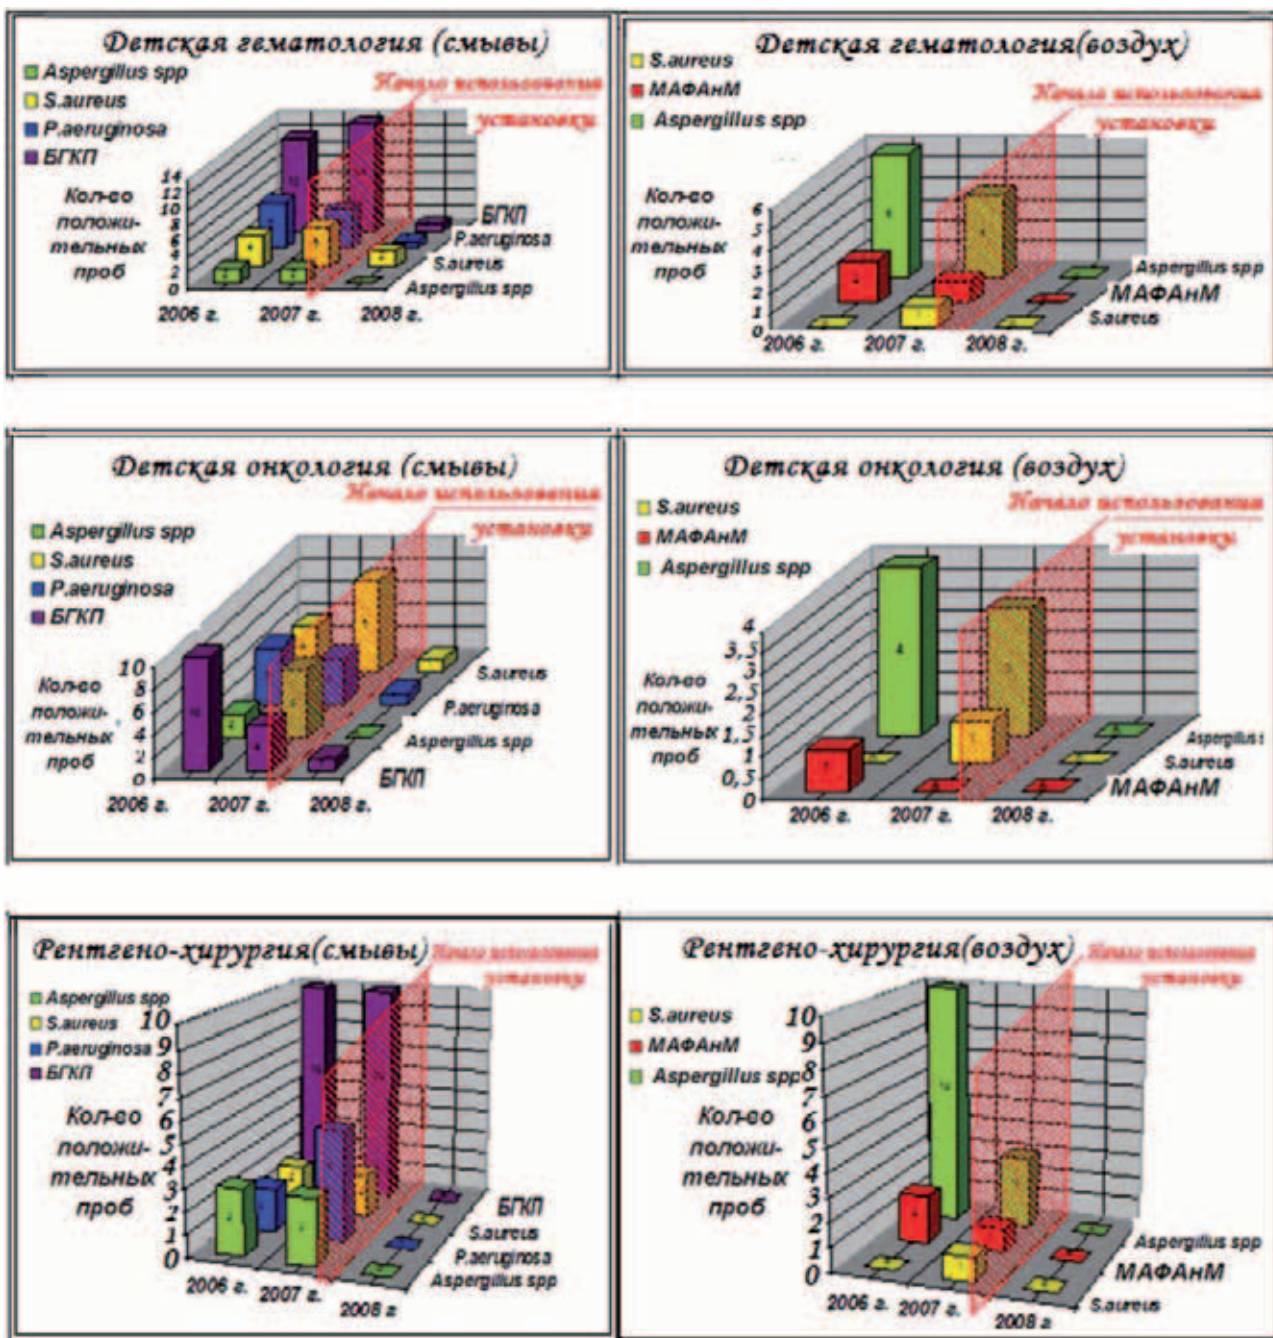 Детская гематология (смывы)
Aspergillus spp
S.aureus
P.aeruginosa
БГКП
Начало использования
установки
Кол-во
положи-
тельных
проб
14
12
10
8
6
4
2
0
2006 г.
2007 г.
2008 г.
БГКП
P.aeruginosa
S.aureus
Aspergillus spp
Детская гематология(воздух)
S.aureus
МАФАнМ
Aspergillus spp
Начало использования
установки
Кол-во
положи-
тельных
проб
6
5
4
3
2
1
0
2006 г.
2007 г.
2008 г.
Aspergillus spp
МАФАнМ
S.aureus
Детская онкология (смывы)
Начало использования
установки
Aspergillus spp
S.aureus
P.aeruginosa
БГКП
Кол-во
положи-
тельных
проб
10
8
6
4
2
0
2006 г.
2007 г.
2008 г.
S.aureus
P.aeruginosa
Aspergillus spp
БГКП
Детская онкология (воздух)
Начало использования
установки
S.aureus
МАФАнМ
Aspergillus spp
Кол-во
положи-
тельных
проб
4
3,5
3
2,5
2
1,5
1
0,5
0
2006 г.
2007 г.
2008 г.
Aspergillus s
S.aureus
МАФАнМ
Рентгено-хирургия(смывы)
Начало использования
установки
Aspergillus spp
S.aureus
P.aeruginosa
БГКП
Кол-во
положи-
тельных
проб
10
9
8
7
6
5
4
3
2
1
0
2006 г.
2007 г.
2008 г
БГКП
S.aureus
P.aeruginosa
Aspergillus spp
Рентгено-хирургия(воздух)
Начало использования
установки
S.aureus
МАФАнМ
Aspergillus spp
Кол-во
положи-
тельных
проб
10
9
8
7
6
5
4
3
2
1
0
2006 г.
2007 г.
2008 г
Aspergillus spp
МАФАнМ
S.aureus